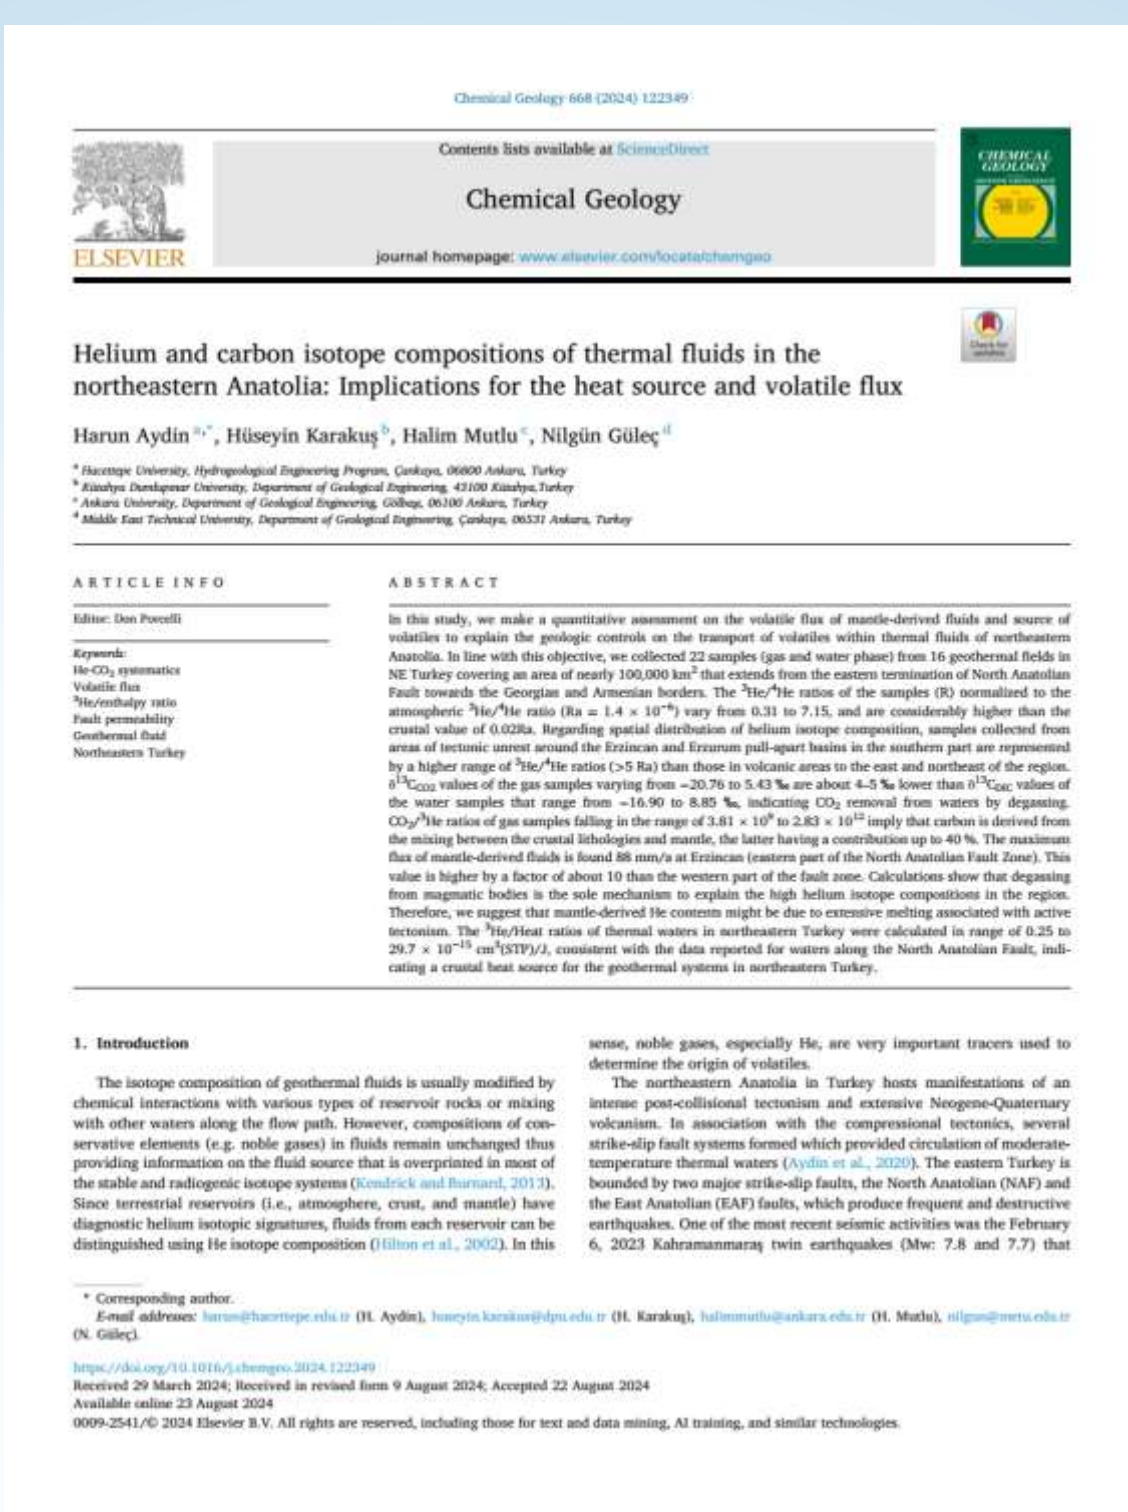 Chemical Geology 668 (2024) 122349
Contents lists available at ScienceDirect
Chemical Geology
journal homepage: www.elsevier.com/locate/chemgeo
ELSEVIER
CHEMICAL
GEOLOGY
Check for
updates
Helium and carbon isotope compositions of thermal fluids in the
northeastern Anatolia: Implications for the heat source and volatile flux
Harun Aydin a,*, Hüseyin Karakuş b, Halim Mutlu c, Nilgün Güleç d
a Hacettepe University, Hydrogeological Engineering Program, Çankaya, 06800 Ankara, Turkey
b Kütahya Dumlupınar University, Department of Geological Engineering, 43100 Kütahya,Turkey
c Ankara University, Department of Geological Engineering, Gölbaşı, 06100 Ankara, Turkey
d Middle East Technical University, Department of Geological Engineering, Çankaya, 06531 Ankara, Turkey
ARTICLE INFO
Editor: Don Porcelli
Keywords:
He-CO2 systematics
Volatile flux
³He/enthalpy ratio
Fault permeability
Geothermal fluid
Northeastern Turkey
ABSTRACT
In this study, we make a quantitative assessment on the volatile flux of mantle-derived fluids and source of
volatiles to explain the geologic controls on the transport of volatiles within thermal fluids of northeastern
Anatolia. In line with this objective, we collected 22 samples (gas and water phase) from 16 geothermal fields in
NE Turkey covering an area of nearly 100,000 km² that extends from the eastern termination of North Anatolian
Fault towards the Georgian and Armenian borders. The ³He/⁴He ratios of the samples (R) normalized to the
atmospheric ³He/⁴He ratio (Ra = 1.4 × 10⁻⁶) vary from 0.31 to 7.15, and are considerably higher than the
crustal value of 0.02Ra. Regarding spatial distribution of helium isotope composition, samples collected from
areas of tectonic unrest around the Erzincan and Erzurum pull-apart basins in the southern part are represented
by a higher range of ³He/⁴He ratios (>5 Ra) than those in volcanic areas to the east and northeast of the region.
δ¹³CCO2 values of the gas samples varying from −20.76 to 5.43 ‰ are about 4–5 ‰ lower than δ¹³CDIC values of
the water samples that range from −16.90 to 8.85 ‰, indicating CO2 removal from waters by degassing.
CO2/³He ratios of gas samples falling in the range of 3.81 × 10⁹ to 2.83 × 10¹² imply that carbon is derived from
the mixing between the crustal lithologies and mantle, the latter having a contribution up to 40 %. The maximum
flux of mantle-derived fluids is found 88 mm/a at Erzincan (eastern part of the North Anatolian Fault Zone). This
value is higher by a factor of about 10 than the western part of the fault zone. Calculations show that degassing
from magmatic bodies is the sole mechanism to explain the high helium isotope compositions in the region.
Therefore, we suggest that mantle-derived He contents might be due to extensive melting associated with active
tectonism. The ³He/Heat ratios of thermal waters in northeastern Turkey were calculated in range of 0.25 to
29.7 × 10⁻¹⁵ cm³(STP)/J, consistent with the data reported for waters along the North Anatolian Fault, indi-
cating a crustal heat source for the geothermal systems in northeastern Turkey.
1. Introduction
The isotope composition of geothermal fluids is usually modified by
chemical interactions with various types of reservoir rocks or mixing
with other waters along the flow path. However, compositions of con-
servative elements (e.g. noble gases) in fluids remain unchanged thus
providing information on the fluid source that is overprinted in most of
the stable and radiogenic isotope systems (Kendrick and Burnard, 2013).
Since terrestrial reservoirs (i.e., atmosphere, crust, and mantle) have
diagnostic helium isotopic signatures, fluids from each reservoir can be
distinguished using He isotope composition (Hilton et al., 2002). In this
sense, noble gases, especially He, are very important tracers used to
determine the origin of volatiles.
The northeastern Anatolia in Turkey hosts manifestations of an
intense post-collisional tectonism and extensive Neogene-Quaternary
volcanism. In association with the compressional tectonics, several
strike-slip fault systems formed which provided circulation of moderate-
temperature thermal waters (Aydin et al., 2020). The eastern Turkey is
bounded by two major strike-slip faults, the North Anatolian (NAF) and
the East Anatolian (EAF) faults, which produce frequent and destructive
earthquakes. One of the most recent seismic activities was the February
6, 2023 Kahramanmaraş twin earthquakes (Mw: 7.8 and 7.7) that
* Corresponding author.
E-mail addresses: harun@hacettepe.edu.tr (H. Aydin), huseyin.karakus@dpu.edu.tr (H. Karakuş), halimmutlu@ankara.edu.tr (H. Mutlu), nilgun@metu.edu.tr
(N. Güleç).
https://doi.org/10.1016/j.chemgeo.2024.122349
Received 29 March 2024; Received in revised form 9 August 2024; Accepted 22 August 2024
Available online 23 August 2024
0009-2541/© 2024 Elsevier B.V. All rights are reserved, including those for text and data mining, AI training, and similar technologies.